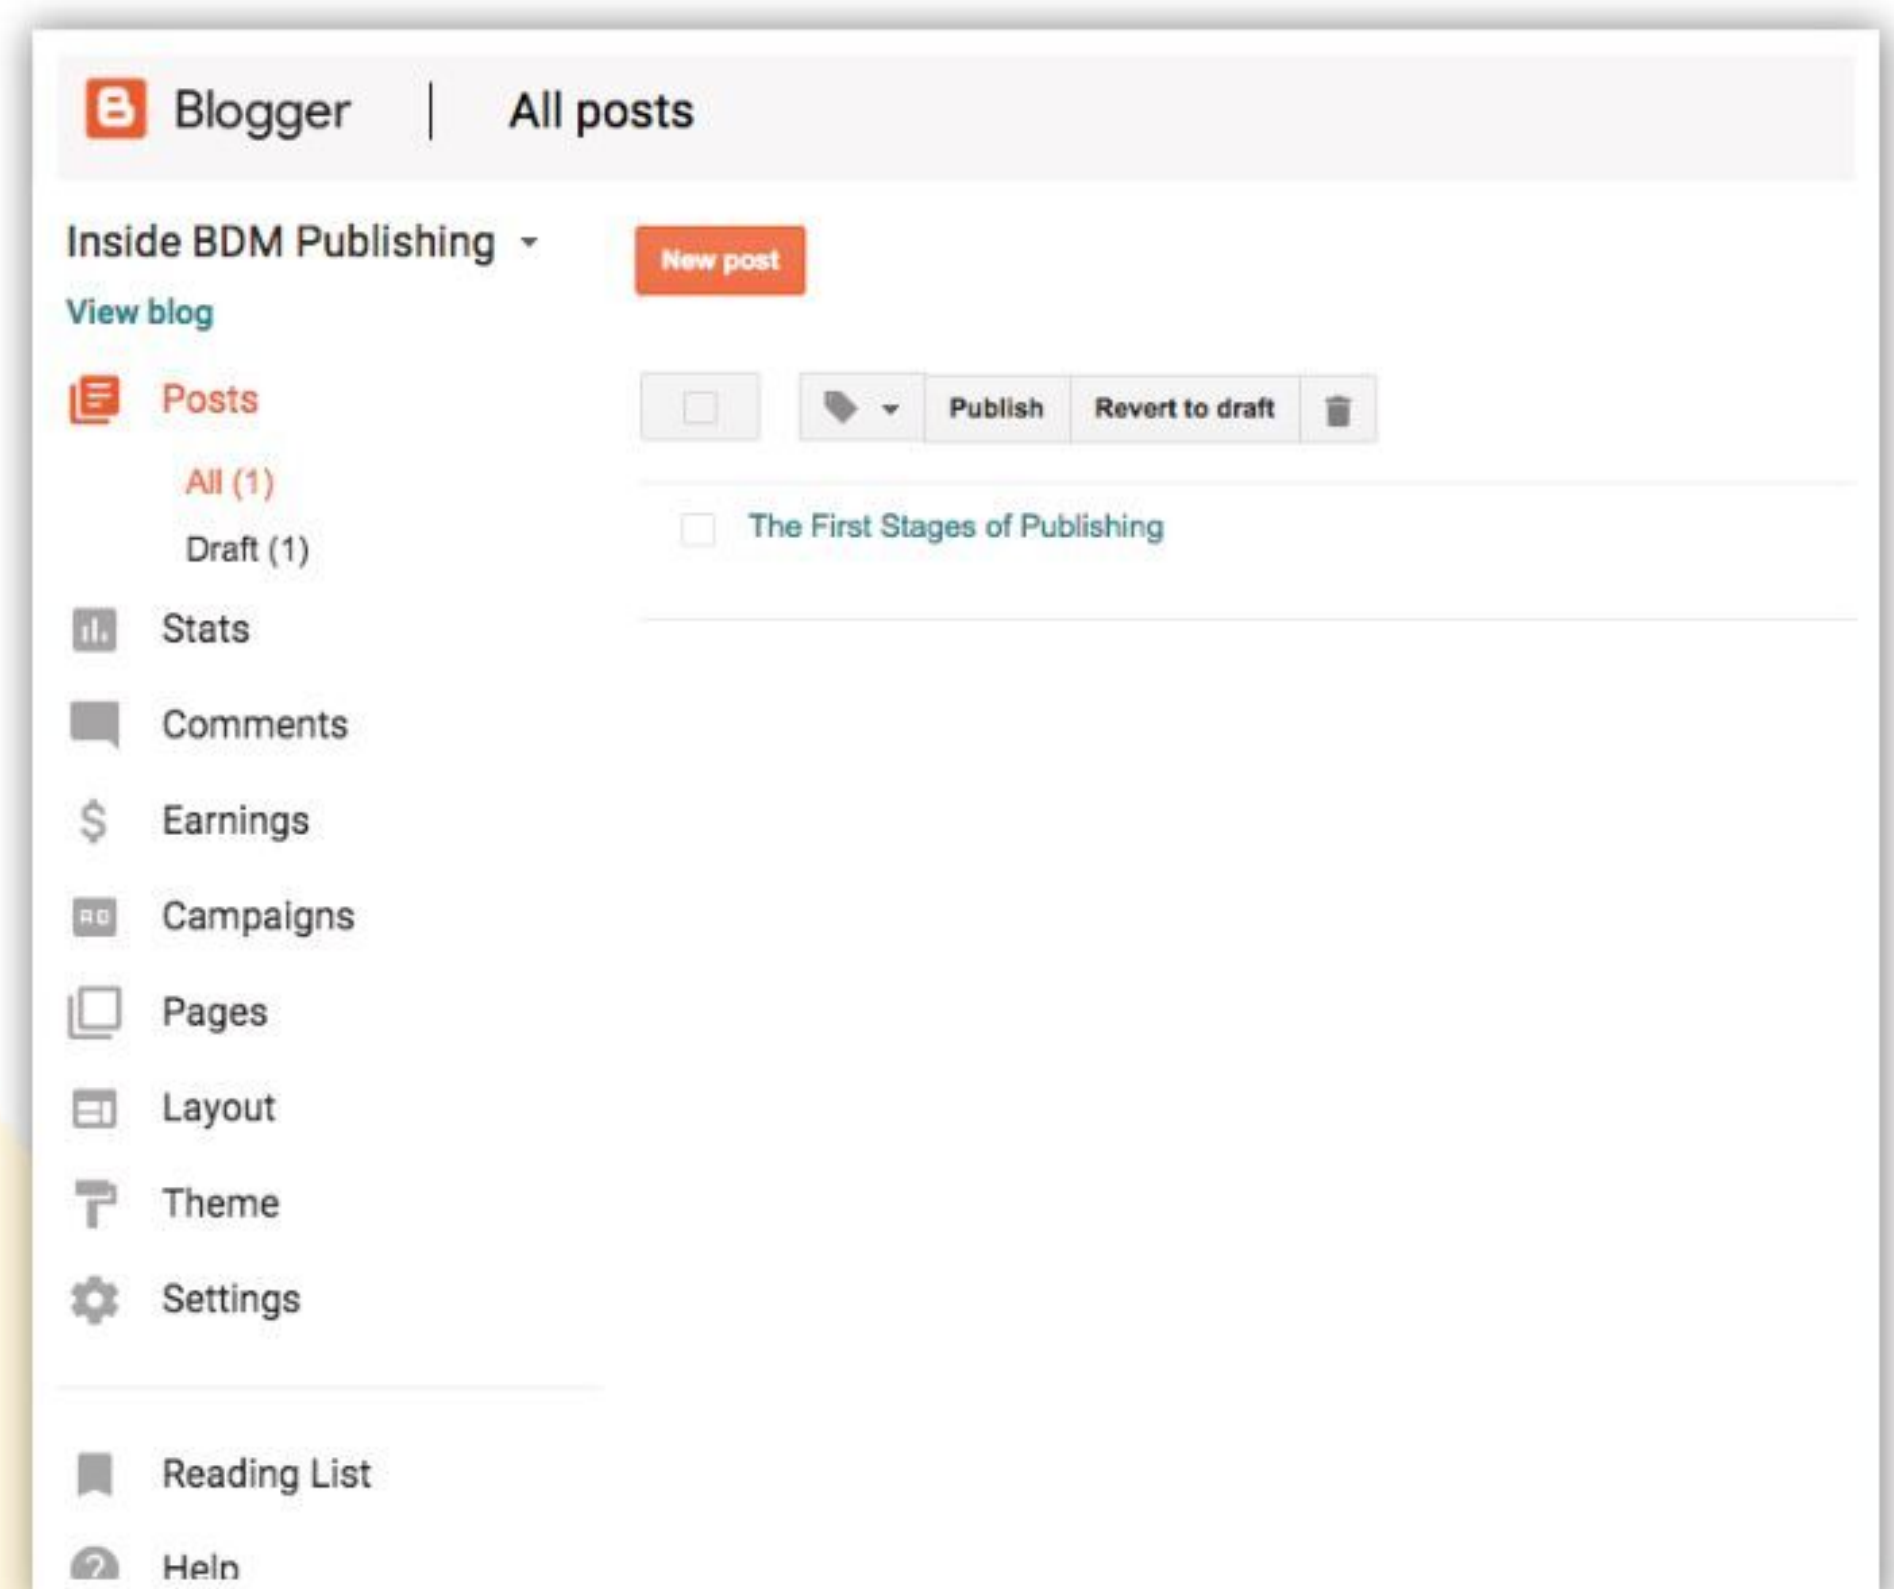 Blogger | All posts
Inside BDM Publishing
New post
View blog
Posts
Publish Revert to draft
All (1)
The First Stages of Publishing
Draft (1)
Stats
Comments
$ Earnings
AD Campaigns
Pages
Layout
Theme
Settings
Reading List
? Help